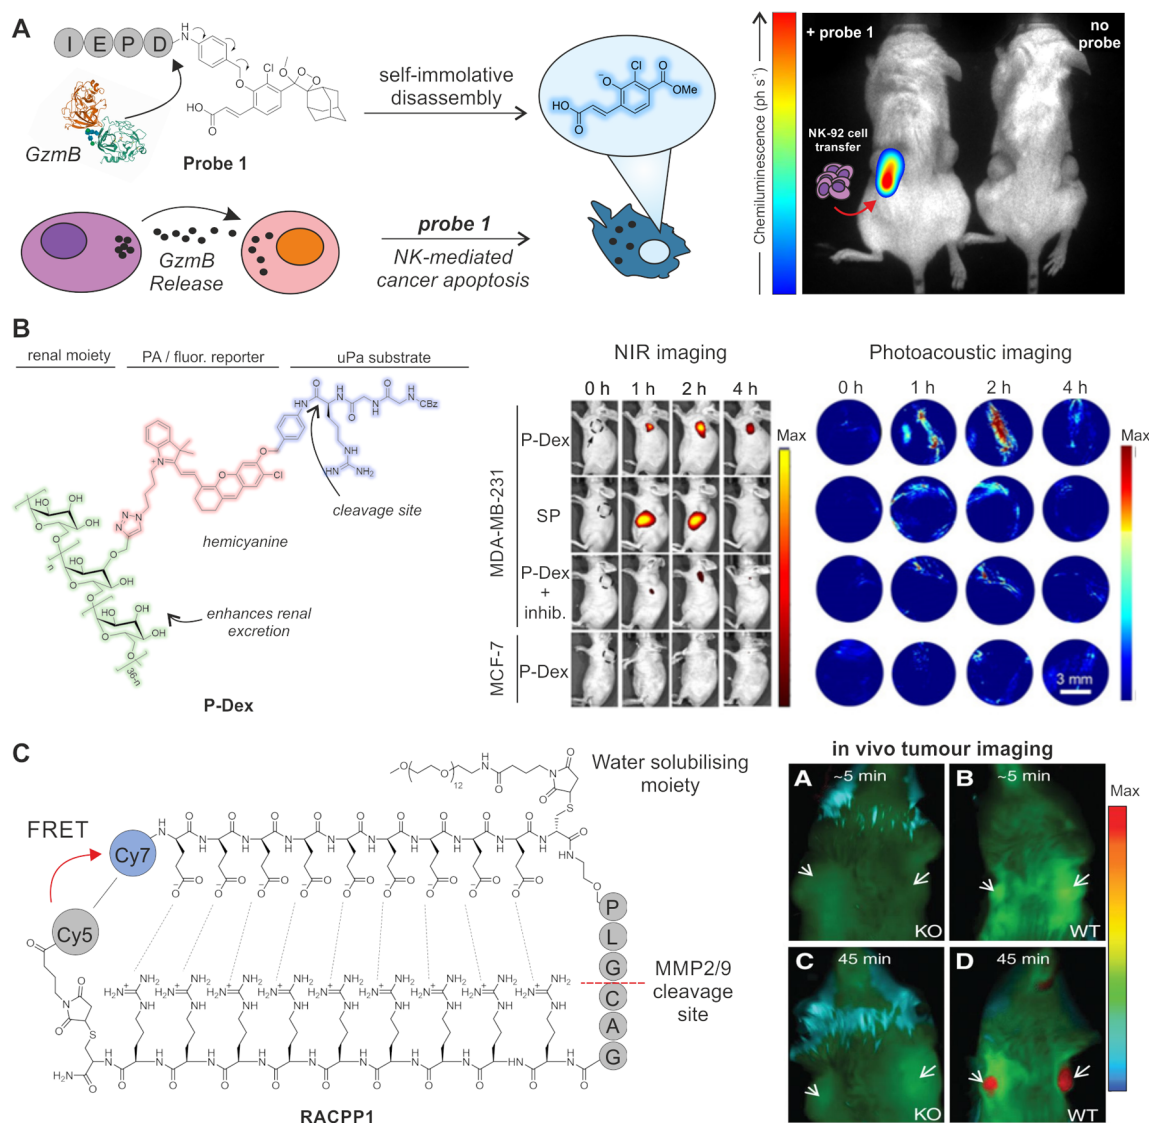 A
I E P D
H
N
Cl
O
O
O
O
HO
O
O
GzmB
Probe 1
self-immolative
disassembly
Cl
O
O-
HO
OMe
O
GzmB
Release
probe 1
NK-mediated
cancer apoptosis
Chemiluminescence (ph s-1)
+ probe 1
no
probe
NK-92 cell
transfer
B
renal moiety
PA / fluor. reporter
uPa substrate
CBz
cleavage site
hemicyanine
enhances renal
excretion
n
36-n
P-Dex
NIR imaging
0 h 1 h 2 h 4 h
MDA-MB-231
P-Dex
SP
P-Dex
+
inhib.
MCF-7
P-Dex
Max
Photoacoustic imaging
0 h 1 h 2 h 4 h
3 mm
Max
C
Water solubilising
moiety
12
FRET
Cy7
Cy5
P
L
G
C
A
G
MMP2/9
cleavage
site
RACPP1
in vivo tumour imaging
A ~5 min KO
B ~5 min WT
C 45 min KO
D 45 min WT
Max